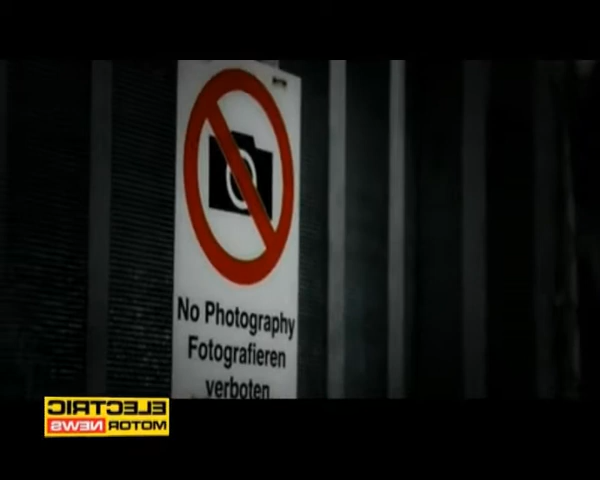 No Photography
Fotografieren
verboten
ELECTRIC
MOTOR NEWS